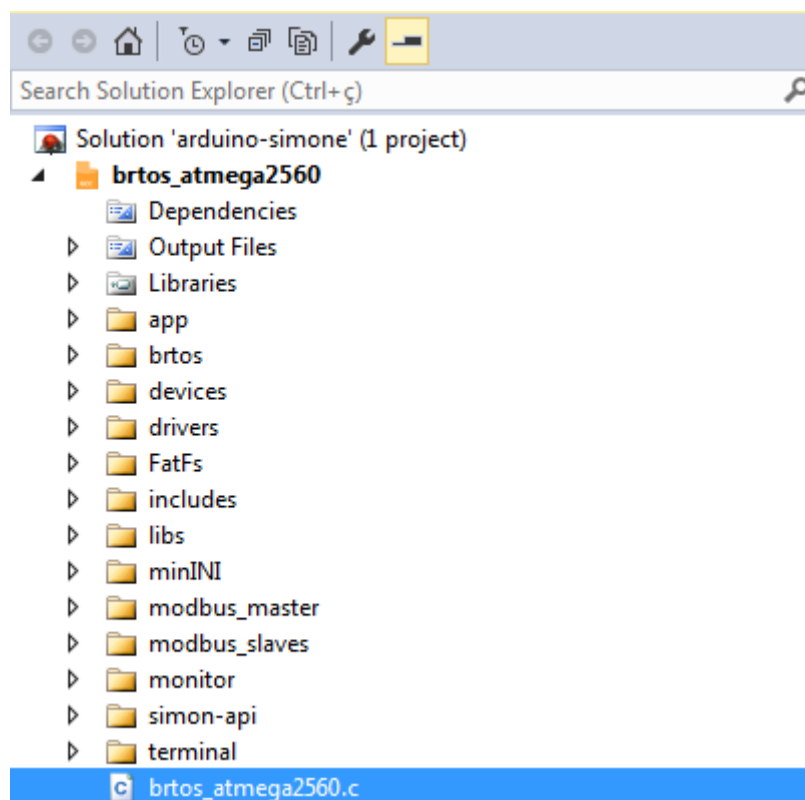 Search Solution Explorer (Ctrl+ç)
Solution 'arduino-simone' (1 project)
brtos_atmega2560
Dependencies
Output Files
Libraries
app
brtos
devices
drivers
FatFs
includes
libs
minINI
modbus_master
modbus_slaves
monitor
simon-api
terminal
brtos_atmega2560.c